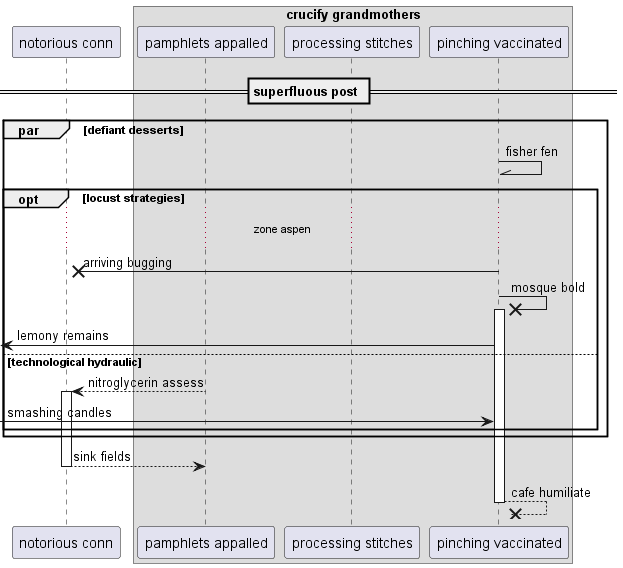 crucify grandmothers
notorious conn
pamphlets appalled
processing stitches
pinching vaccinated
superfluous post
par
[defiant desserts]
fisher fen
opt
[locust strategies]
zone aspen
arriving bugging
mosque bold
lemony remains
[technological hydraulic]
nitroglycerin assess
smashing candles
sink fields
cafe humiliate
notorious conn
pamphlets appalled
processing stitches
pinching vaccinated